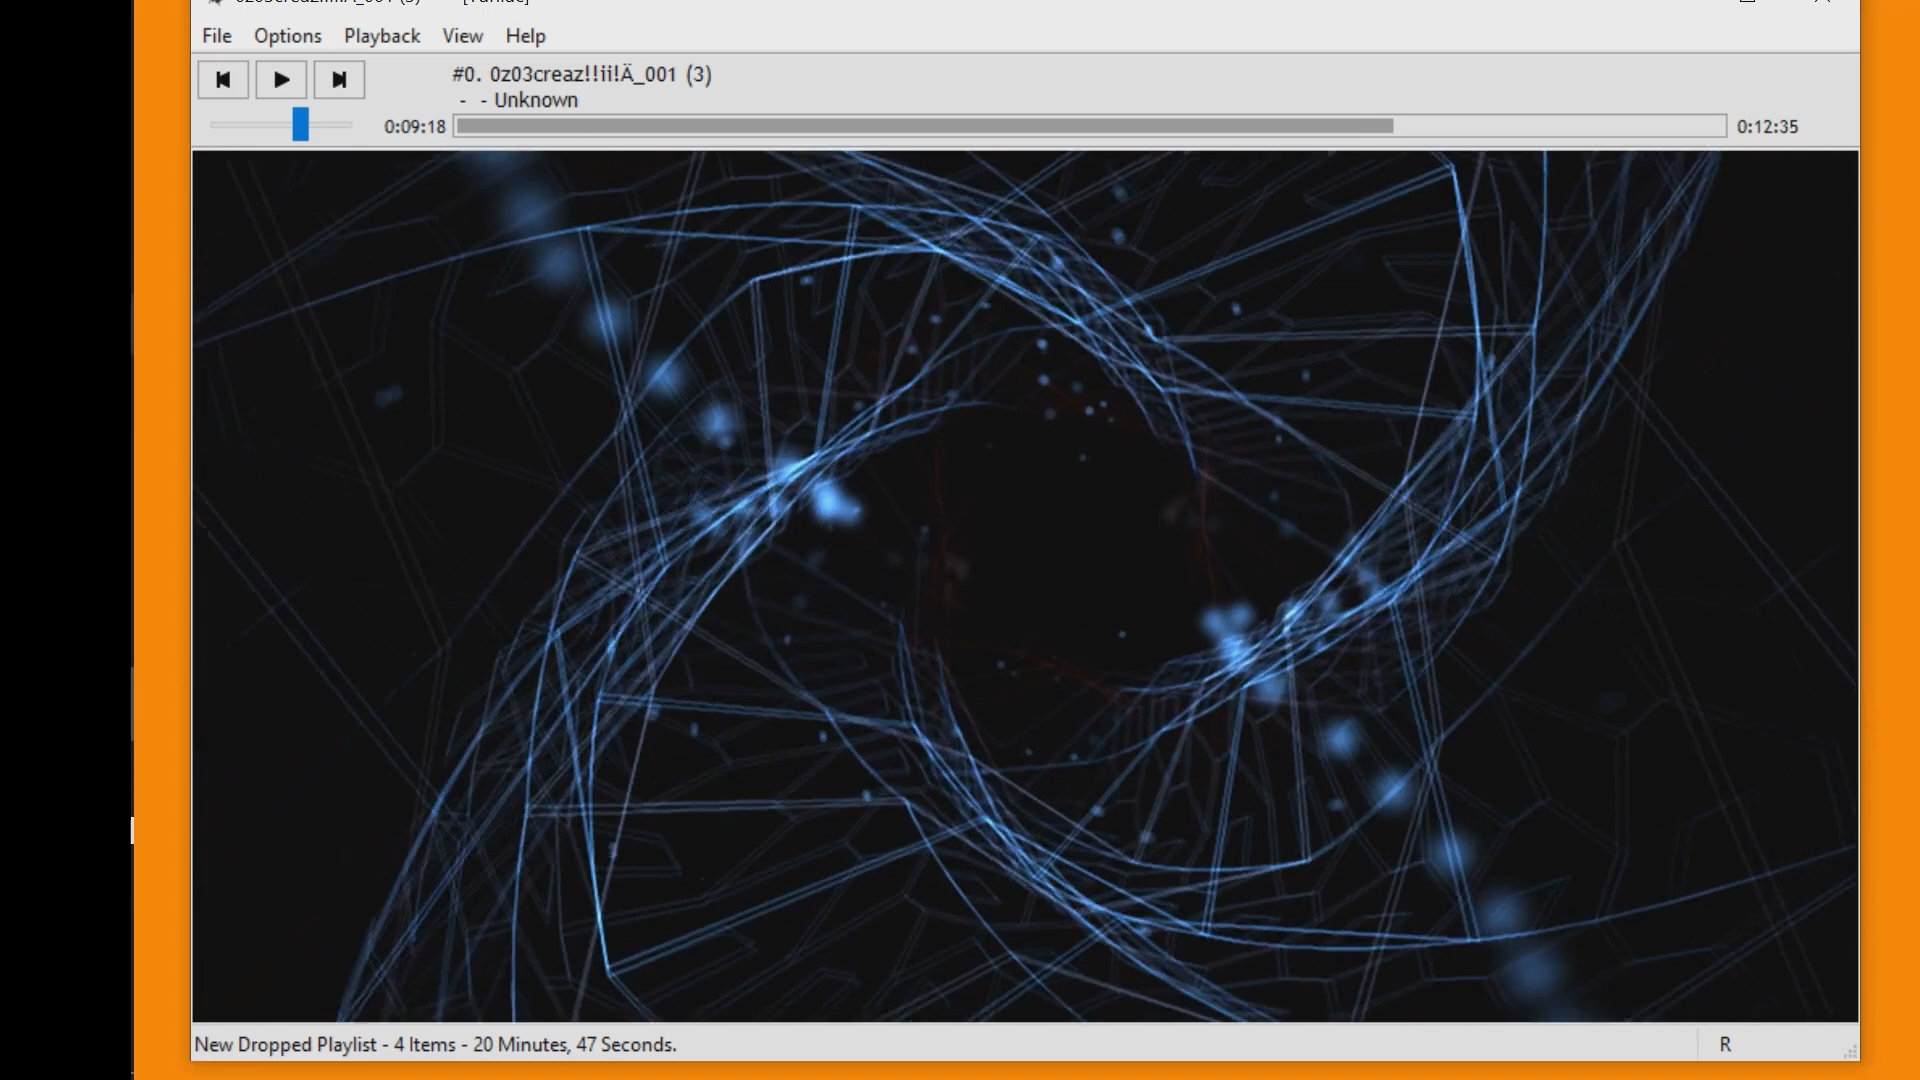 File Options Playback View Help
#0. 0z03creaz!!ii!Ä_001 (3)
- - Unknown
0:09:18 0:12:35
New Dropped Playlist - 4 Items - 20 Minutes, 47 Seconds. R